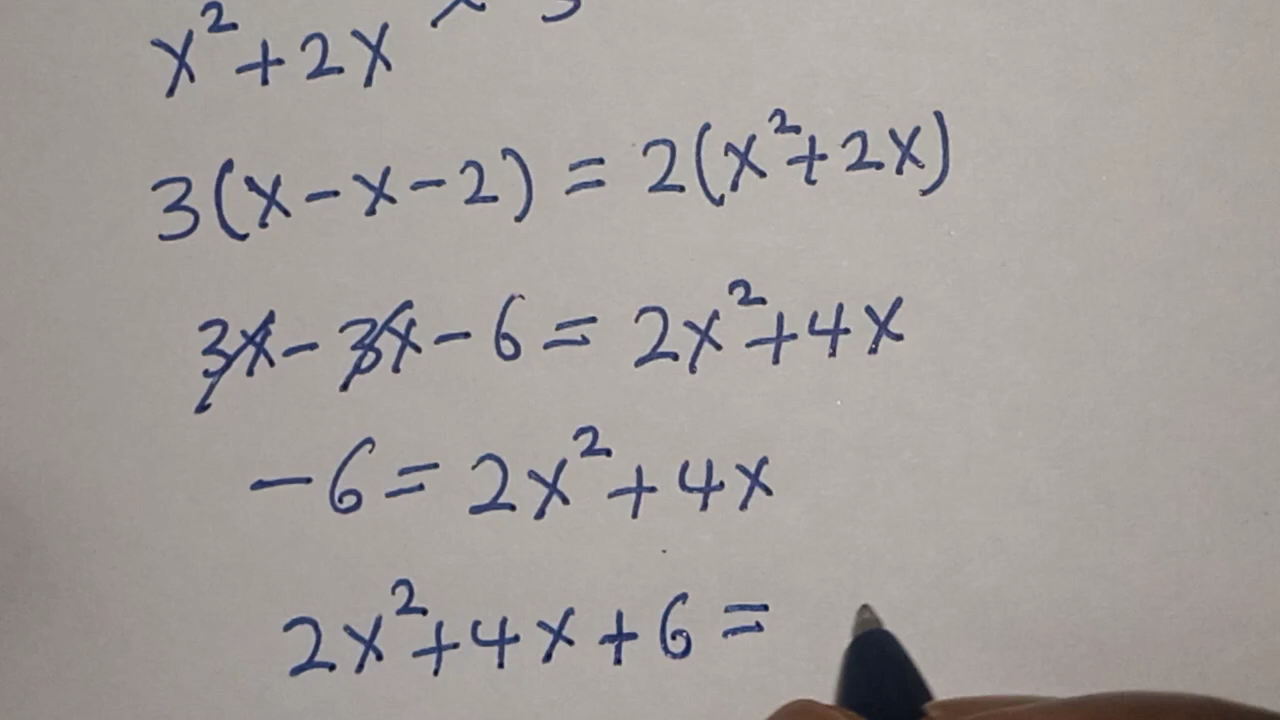 x²+2x
3(x-x-2) = 2(x²+2x)
3x-3x-6 = 2x²+4x
-6 = 2x²+4x
2x²+4x+6 =